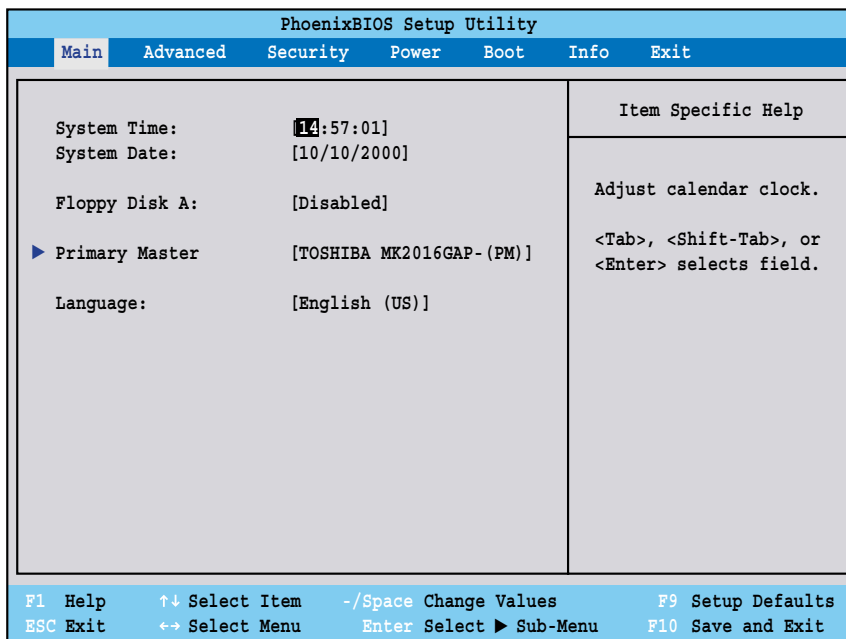 PhoenixBIOS Setup Utility
Main Advanced Security Power Boot Info Exit
System Time: [14:57:01]
System Date: [10/10/2000]
Floppy Disk A: [Disabled]
▶ Primary Master [TOSHIBA MK2016GAP-(PM)]
Language: [English (US)]
Item Specific Help
Adjust calendar clock.
<Tab>, <Shift-Tab>, or
<Enter> selects field.
F1 Help ↑↓ Select Item -/Space Change Values F9 Setup Defaults
ESC Exit ←→ Select Menu Enter Select ▶ Sub-Menu F10 Save and Exit